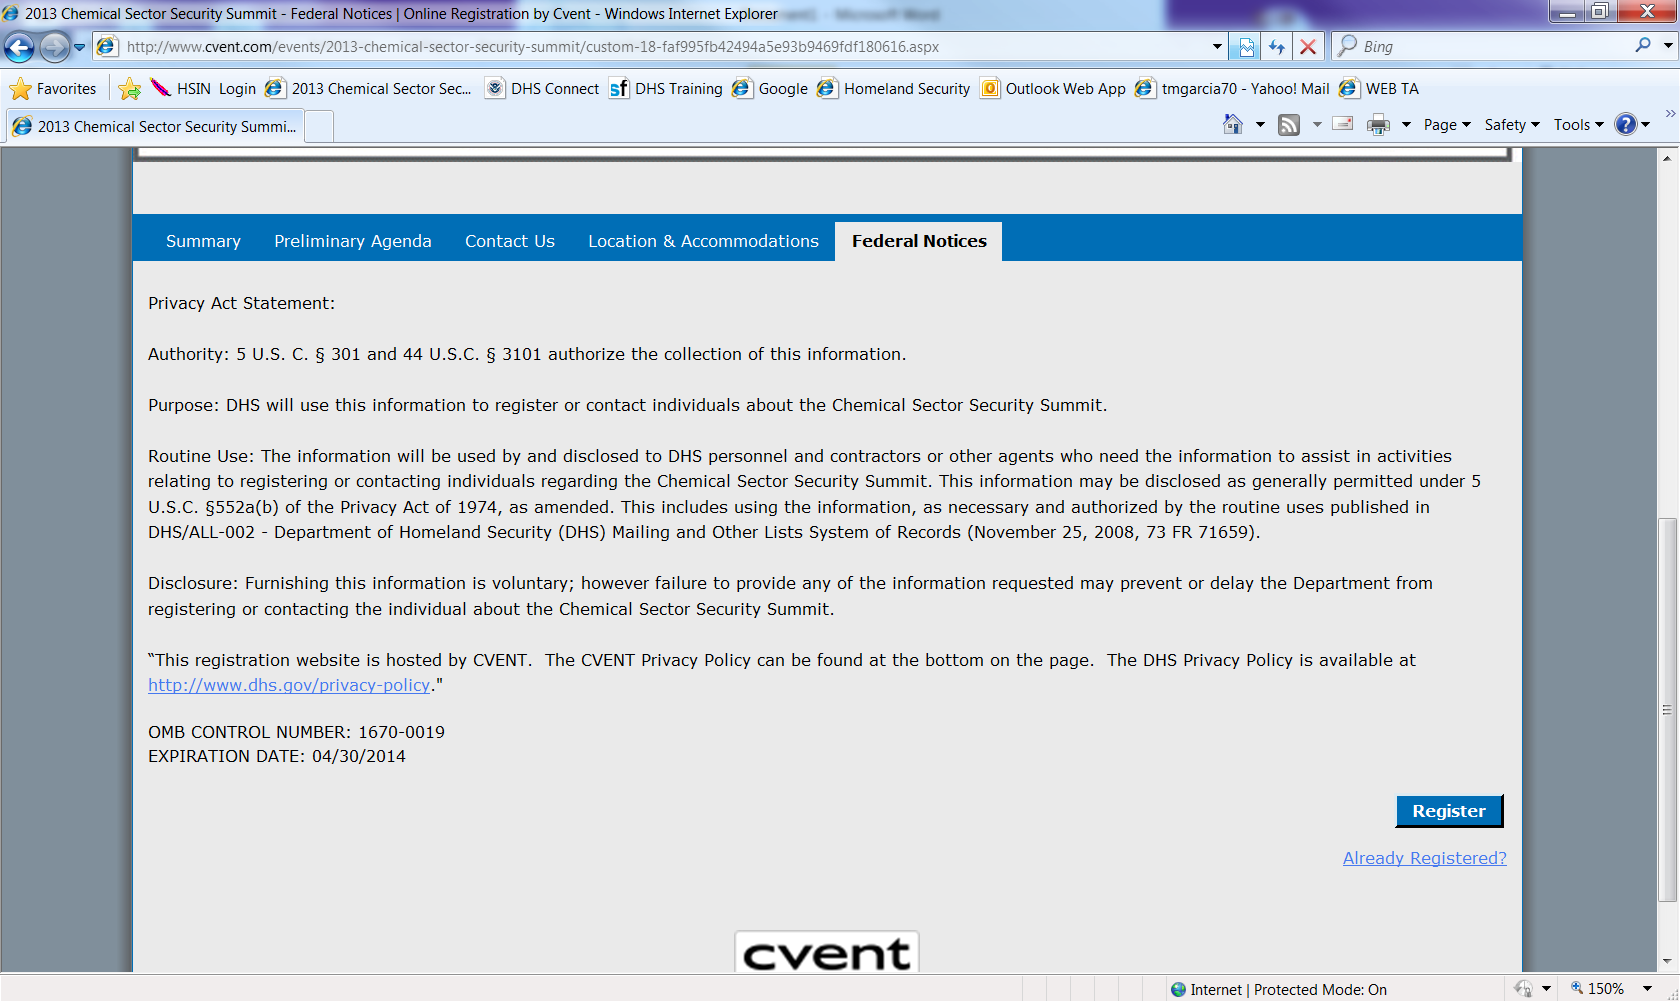 2013 Chemical Sector Security Summit - Federal Notices | Online Registration by Cvent - Windows Internet Explorer
http://www.cvent.com/events/2013-chemical-sector-security-summit/custom-18-faf995fb42494a5e93b9469fdf180616.aspx
Bing
Favorites HSIN Login 2013 Chemical Sector Sec... DHS Connect sf DHS Training Google Homeland Security Outlook Web App tmgarcia70 - Yahoo! Mail WEB TA
2013 Chemical Sector Security Summi... Page Safety Tools
Summary Preliminary Agenda Contact Us Location & Accommodations Federal Notices
Privacy Act Statement:
Authority: 5 U.S. C. § 301 and 44 U.S.C. § 3101 authorize the collection of this information.
Purpose: DHS will use this information to register or contact individuals about the Chemical Sector Security Summit.
Routine Use: The information will be used by and disclosed to DHS personnel and contractors or other agents who need the information to assist in activities
relating to registering or contacting individuals regarding the Chemical Sector Security Summit. This information may be disclosed as generally permitted under 5
U.S.C. §552a(b) of the Privacy Act of 1974, as amended. This includes using the information, as necessary and authorized by the routine uses published in
DHS/ALL-002 - Department of Homeland Security (DHS) Mailing and Other Lists System of Records (November 25, 2008, 73 FR 71659).
Disclosure: Furnishing this information is voluntary; however failure to provide any of the information requested may prevent or delay the Department from
registering or contacting the individual about the Chemical Sector Security Summit.
“This registration website is hosted by CVENT.  The CVENT Privacy Policy can be found at the bottom on the page.  The DHS Privacy Policy is available at
http://www.dhs.gov/privacy-policy."
OMB CONTROL NUMBER: 1670-0019
EXPIRATION DATE: 04/30/2014
Register
Already Registered?
cvent
Internet | Protected Mode: On
150%